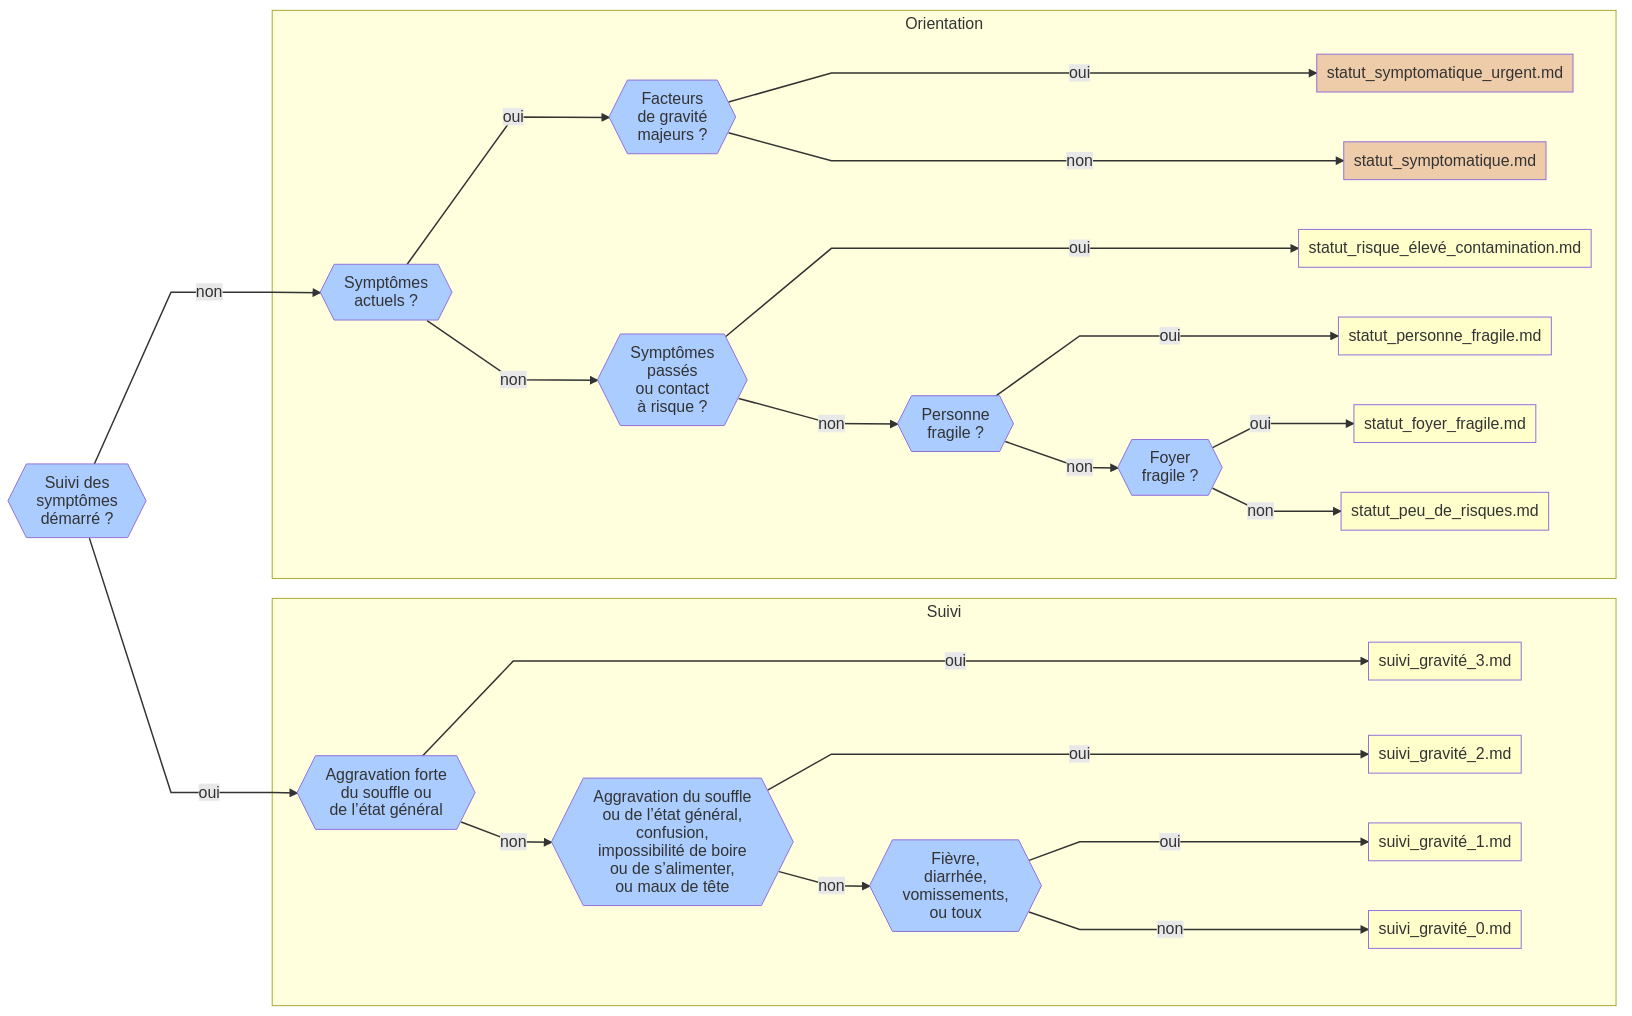 Orientation
Facteurs
de gravité
majeurs ?
oui
statut_symptomatique_urgent.md
non
statut_symptomatique.md
oui
Symptômes
actuels ?
non
non
Symptômes
passés
ou contact
à risque ?
oui
statut_risque_élevé_contamination.md
non
Personne
fragile ?
oui
statut_personne_fragile.md
non
Foyer
fragile ?
oui
statut_foyer_fragile.md
non
statut_peu_de_risques.md
Suivi des
symptômes
démarré ?
oui
Suivi
Aggravation forte
du souffle ou
de l’état général
oui
suivi_gravité_3.md
non
Aggravation du souffle
ou de l’état général,
confusion,
impossibilité de boire
ou de s’alimenter,
ou maux de tête
oui
suivi_gravité_2.md
non
Fièvre,
diarrhée,
vomissements,
ou toux
oui
suivi_gravité_1.md
non
suivi_gravité_0.md